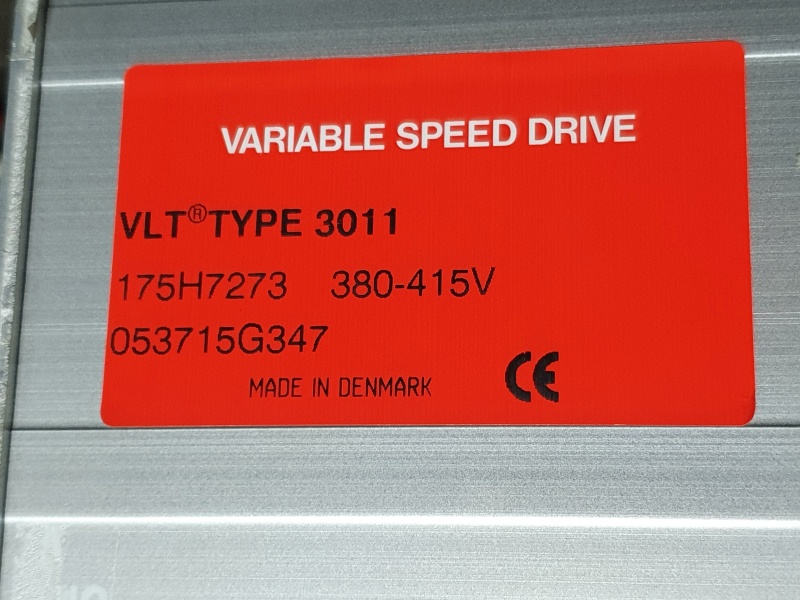 VARIABLE SPEED DRIVE
VLT® TYPE 3011
175H7273 380-415V
053715G347
MADE IN DENMARK CE